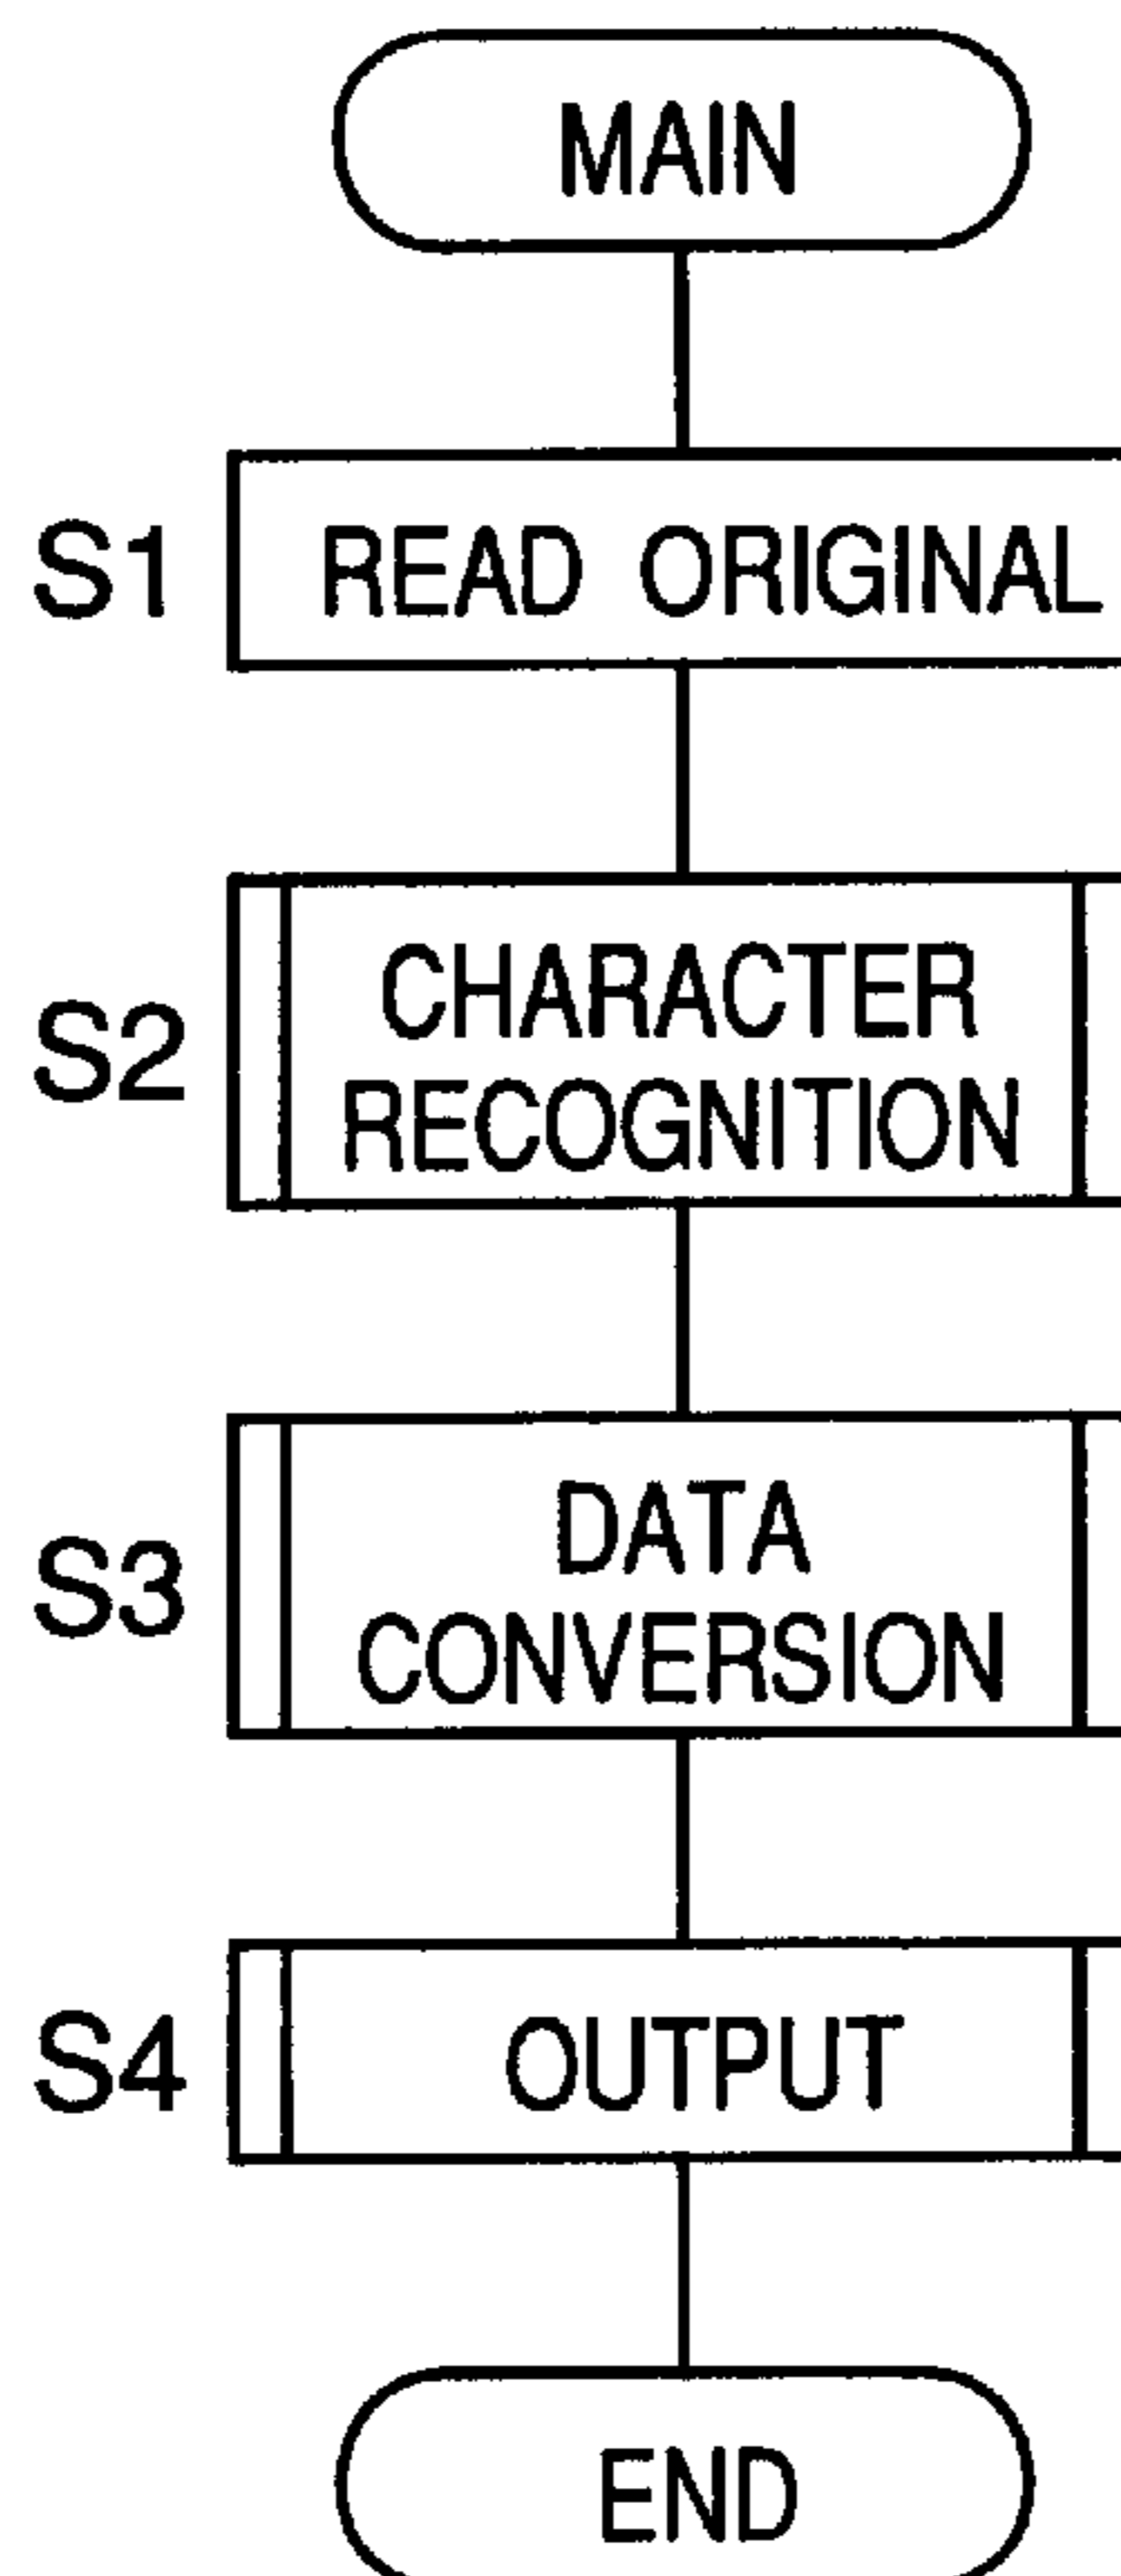 MAIN
S1 READ ORIGINAL
S2 CHARACTER
RECOGNITION
S3 DATA
CONVERSION
S4 OUTPUT
END